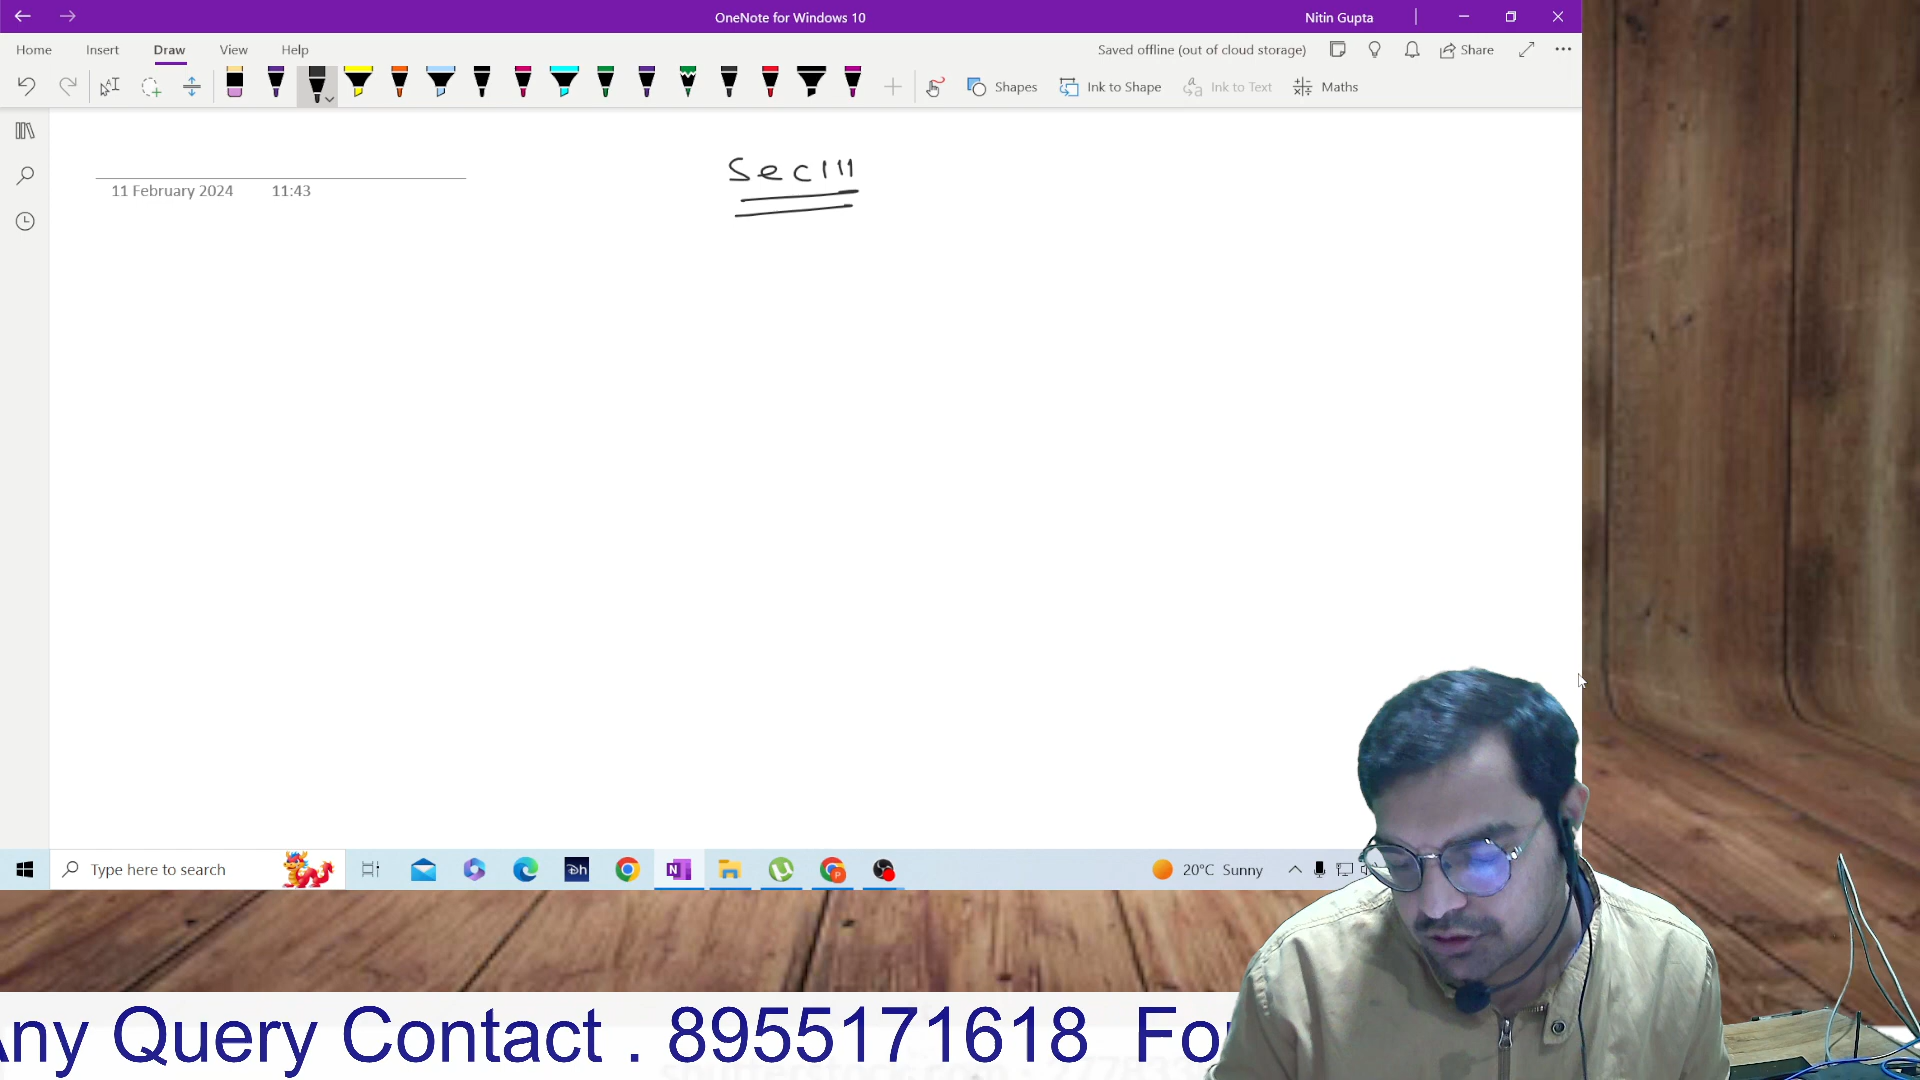 OneNote for Windows 10
Nitin Gupta
Home Insert Draw View Help
Saved offline (out of cloud storage)
Share
Shapes
Ink to Shape
Ink to Text
Maths
Sec 111
11 February 2024 11:43
Type here to search
20°C Sunny
Any Query Contact . 8955171618 For